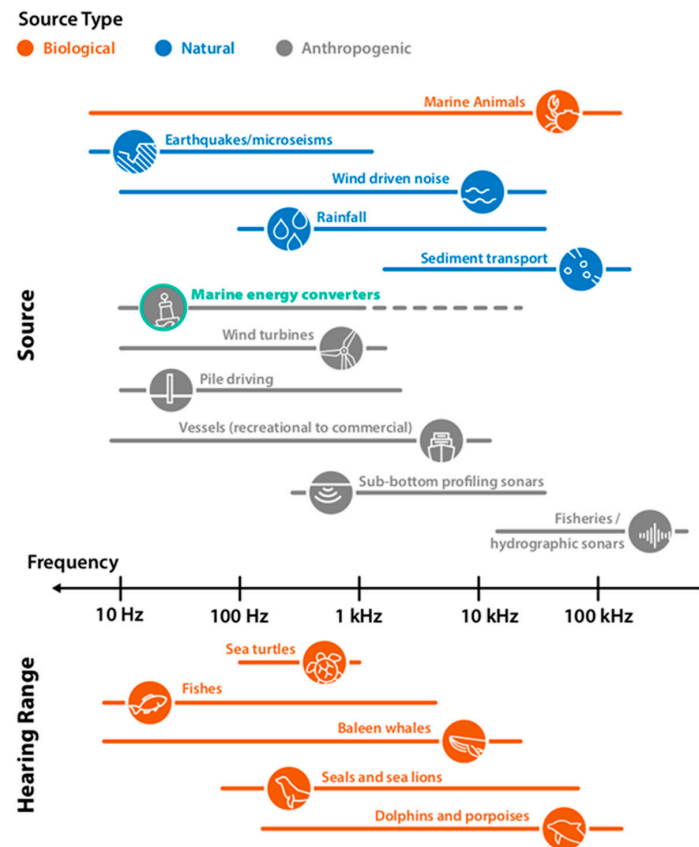 Source Type
Biological
Natural
Anthropogenic
Marine Animals
Earthquakes/microseisms
Wind driven noise
Rainfall
Sediment transport
Source
Marine energy converters
Wind turbines
Pile driving
Vessels (recreational to commercial)
Sub-bottom profiling sonars
Fisheries /
hydrographic sonars
Frequency
10 Hz
100 Hz
1 kHz
10 kHz
100 kHz
Hearing Range
Sea turtles
Fishes
Baleen whales
Seals and sea lions
Dolphins and porpoises